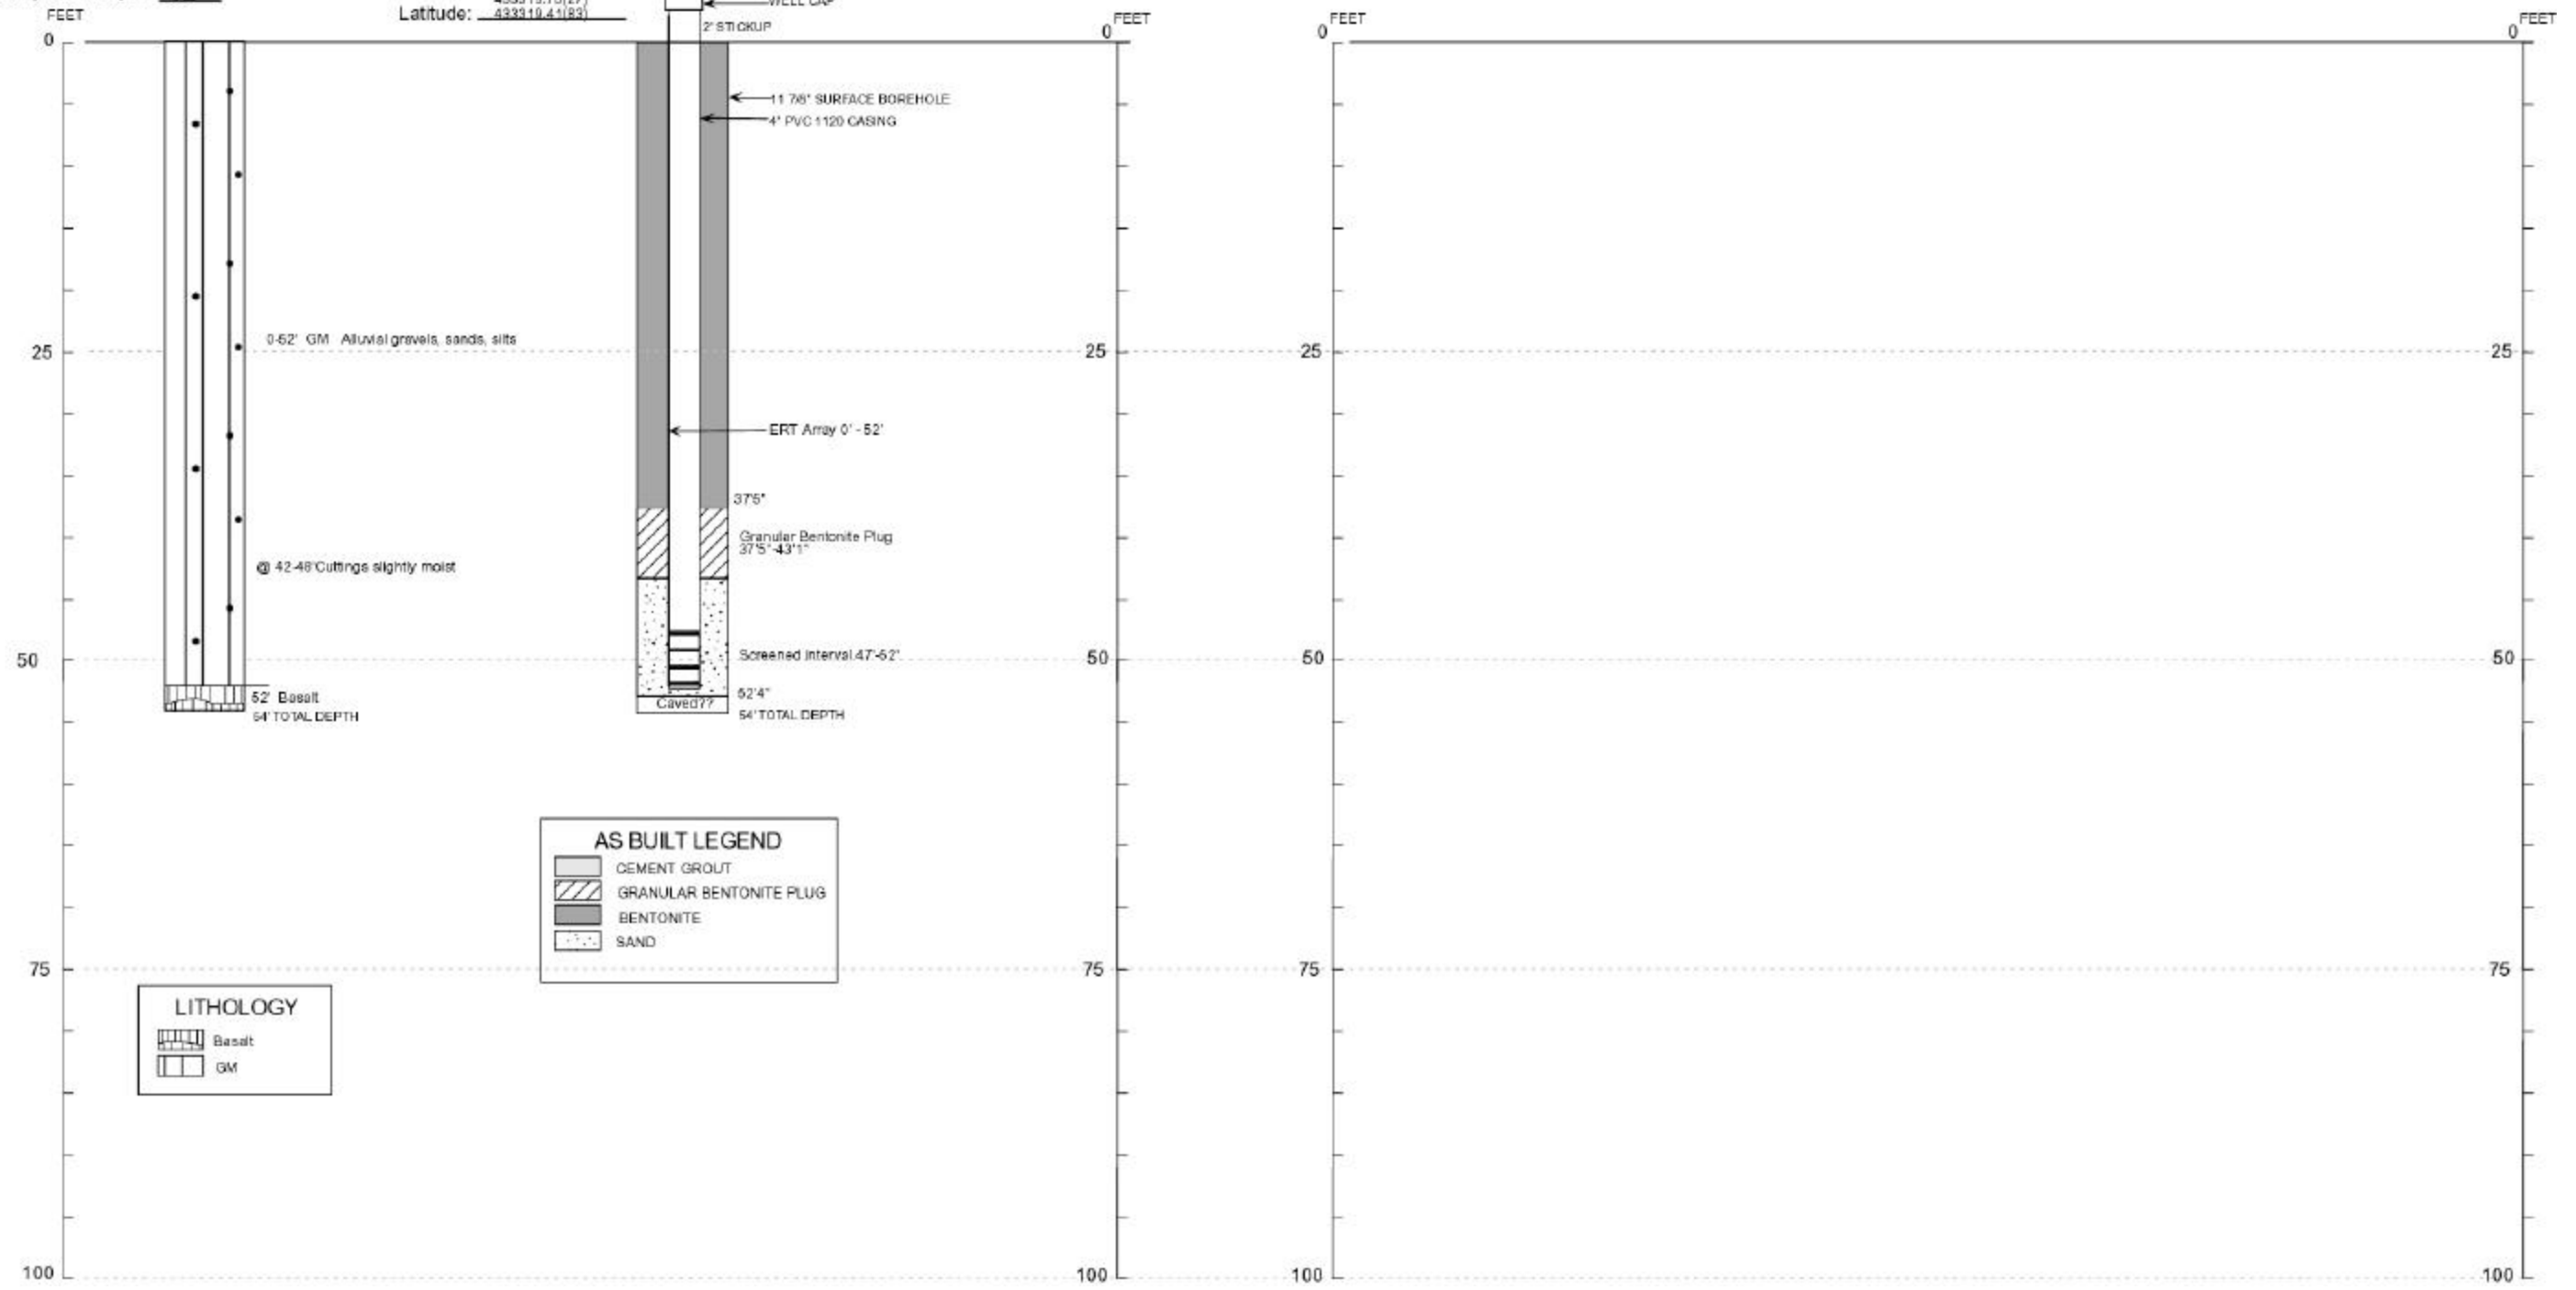 Latitude: 433319.41(83)
WELL CAP
FEET
FEET
FEET
FEET
2' STICKUP
0
0
0
0
11 7/8" SURFACE BOREHOLE
4" PVC 1120 CASING
0-52' GM Alluvial gravels, sands, silts
25
25
25
25
ERT Array 0' - 52'
37'5"
Granular Bentonite Plug
37'5"-43'1"
@ 42-48'Cuttings slightly moist
Screened interval 47'-52'
50
50
50
50
52' Basalt
52'4"
Caved??
54' TOTAL DEPTH
54' TOTAL DEPTH
AS BUILT LEGEND
CEMENT GROUT
GRANULAR BENTONITE PLUG
BENTONITE
SAND
75
75
75
75
LITHOLOGY
Basalt
GM
100
100
100
100